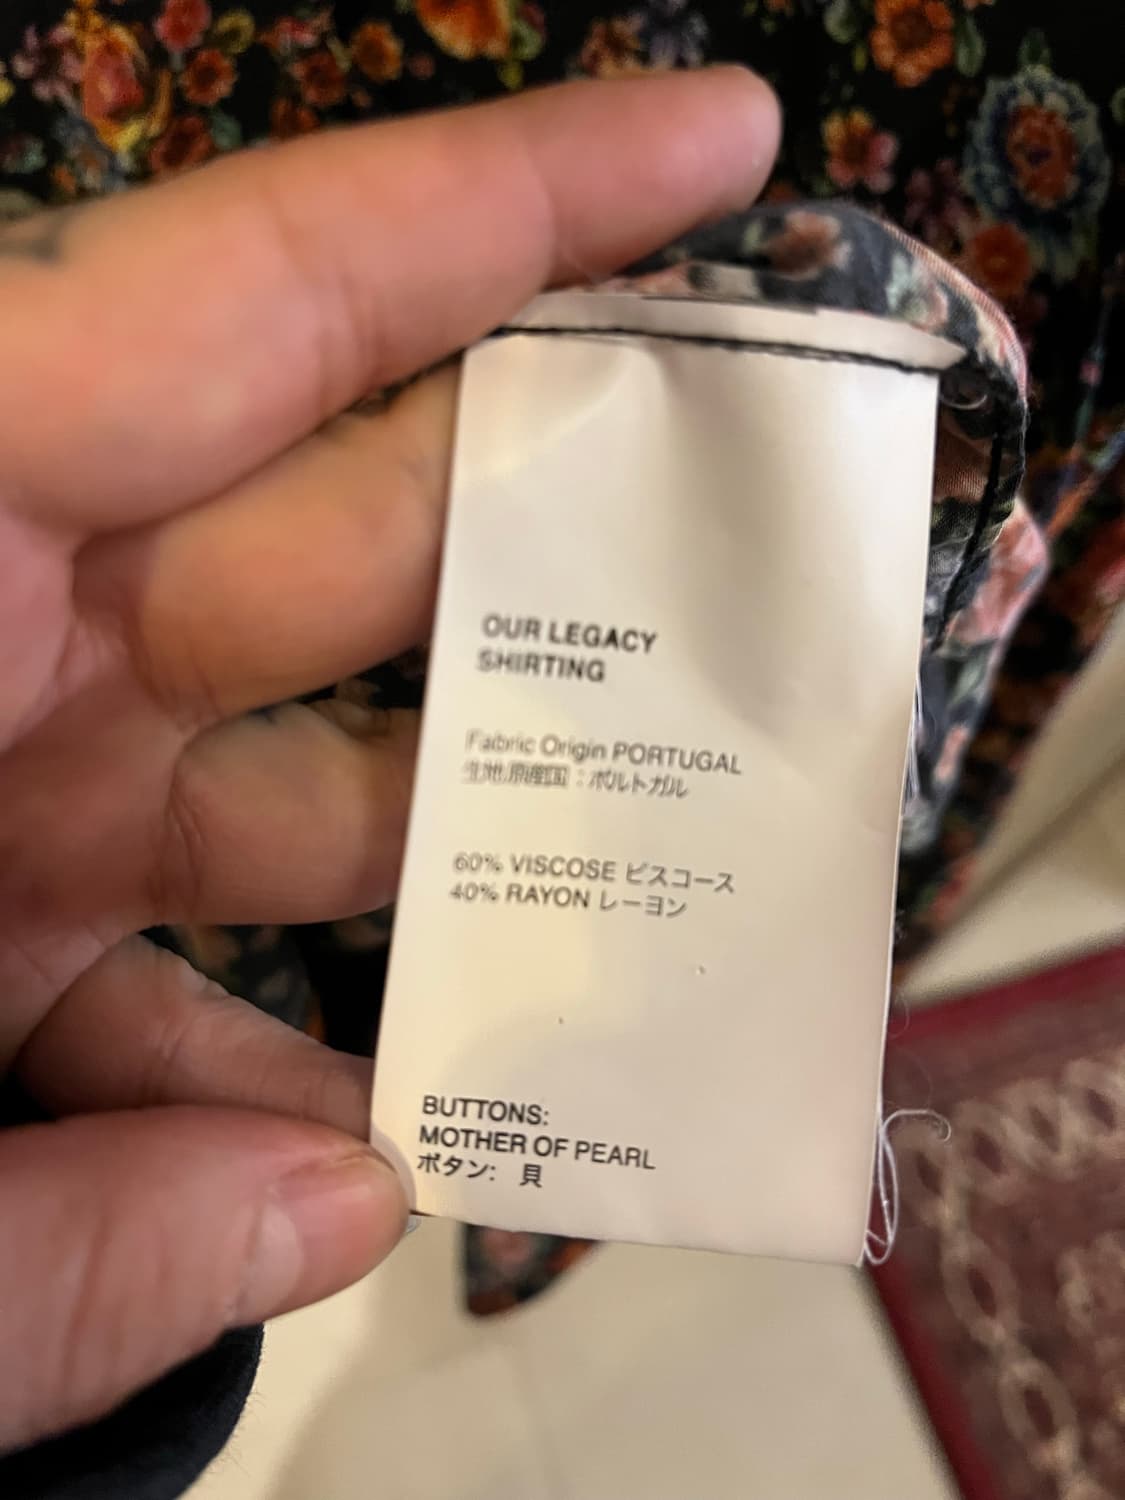 OUR LEGACY
SHIRTING
Fabric Origin PORTUGAL
生地原産国：ポルトガル
60% VISCOSE ビスコース
40% RAYON レーヨン
BUTTONS:
MOTHER OF PEARL
ボタン: 貝